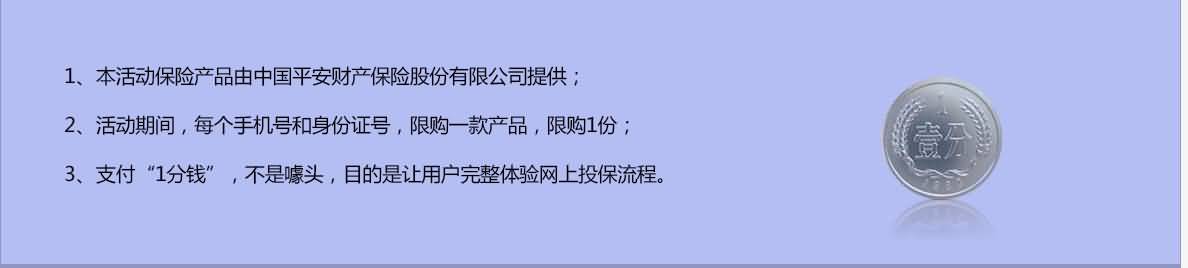 1、本活动保险产品由中国平安财产保险股份有限公司提供；
2、活动期间，每个手机号和身份证号，限购一款产品，限购1份；
3、支付“1分钱”，不是噱头，目的是让用户完整体验网上投保流程。
1
壹分